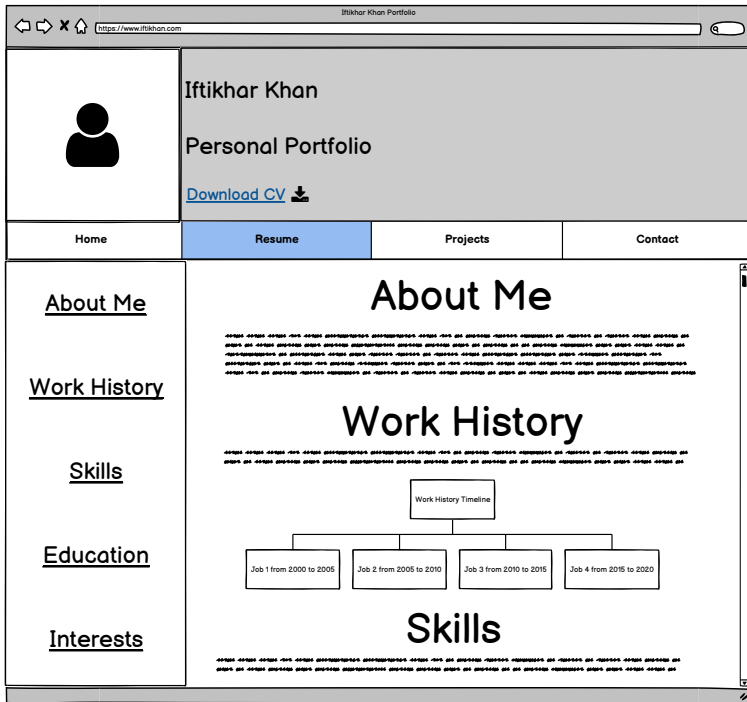 Iftikhar Khan Portfolio
https://www.iftikhan.com
Iftikhar Khan
Personal Portfolio
Download CV
Home
Resume
Projects
Contact
About Me
Work History
Skills
Education
Interests
About Me
Work History
Work History Timeline
Job 1 from 2000 to 2005
Job 2 from 2005 to 2010
Job 3 from 2010 to 2015
Job 4 from 2015 to 2020
Skills